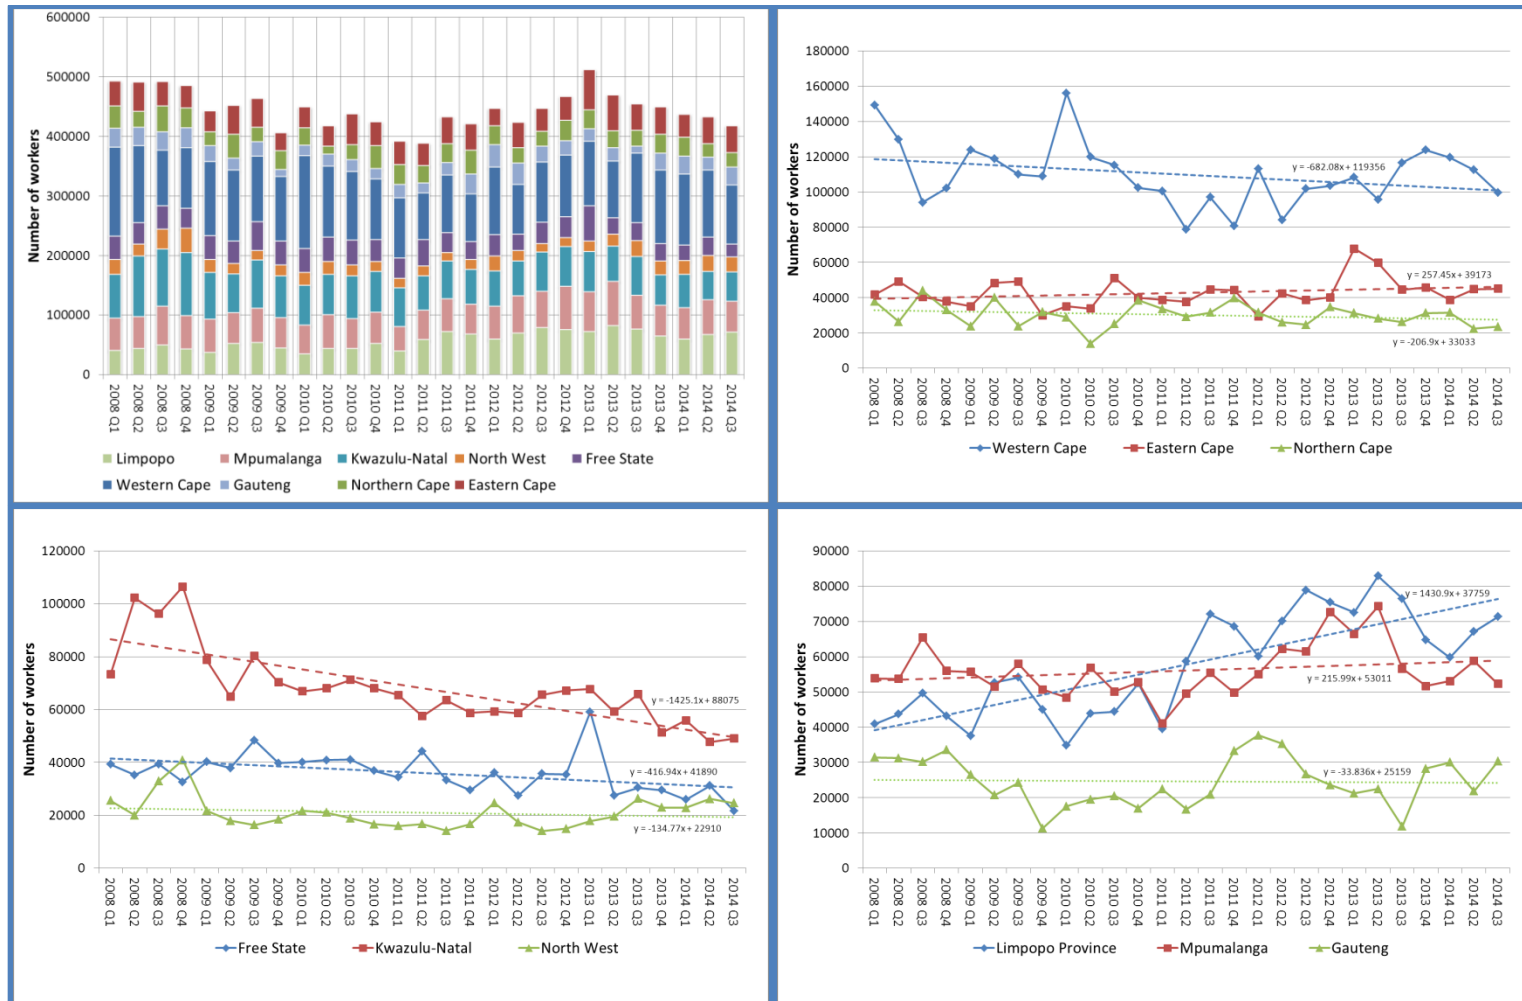 600000
500000
400000
300000
200000
100000
0
Number of workers
2008 Q1
2008 Q2
2008 Q3
2008 Q4
2009 Q1
2009 Q2
2009 Q3
2009 Q4
2010 Q1
2010 Q2
2010 Q3
2010 Q4
2011 Q1
2011 Q2
2011 Q3
2011 Q4
2012 Q1
2012 Q2
2012 Q3
2012 Q4
2013 Q1
2013 Q2
2013 Q3
2013 Q4
2014 Q1
2014 Q2
2014 Q3
Limpopo Mpumalanga Kwazulu-Natal North West Free State
Western Cape Gauteng Northern Cape Eastern Cape
180000
160000
140000
120000
100000
80000
60000
40000
20000
0
Number of workers
y = -682.08x + 119356
y = 257.45x + 39173
y = -206.9x + 33033
2008 Q1
2008 Q2
2008 Q3
2008 Q4
2009 Q1
2009 Q2
2009 Q3
2009 Q4
2010 Q1
2010 Q2
2010 Q3
2010 Q4
2011 Q1
2011 Q2
2011 Q3
2011 Q4
2012 Q1
2012 Q2
2012 Q3
2012 Q4
2013 Q1
2013 Q2
2013 Q3
2013 Q4
2014 Q1
2014 Q2
2014 Q3
Western Cape Eastern Cape Northern Cape
120000
100000
80000
60000
40000
20000
0
Number of workers
y = -1425.1x + 88075
y = -416.94x + 41890
y = -134.77x + 22910
2008 Q1
2008 Q2
2008 Q3
2008 Q4
2009 Q1
2009 Q2
2009 Q3
2009 Q4
2010 Q1
2010 Q2
2010 Q3
2010 Q4
2011 Q1
2011 Q2
2011 Q3
2011 Q4
2012 Q1
2012 Q2
2012 Q3
2012 Q4
2013 Q1
2013 Q2
2013 Q3
2013 Q4
2014 Q1
2014 Q2
2014 Q3
Free State Kwazulu-Natal North West
90000
80000
70000
60000
50000
40000
30000
20000
10000
0
Number of workers
y = 1430.9x + 37759
y = 215.99x + 53011
y = -33.836x + 25159
2008 Q1
2008 Q2
2008 Q3
2008 Q4
2009 Q1
2009 Q2
2009 Q3
2009 Q4
2010 Q1
2010 Q2
2010 Q3
2010 Q4
2011 Q1
2011 Q2
2011 Q3
2011 Q4
2012 Q1
2012 Q2
2012 Q3
2012 Q4
2013 Q1
2013 Q2
2013 Q3
2013 Q4
2014 Q1
2014 Q2
2014 Q3
Limpopo Province Mpumalanga Gauteng